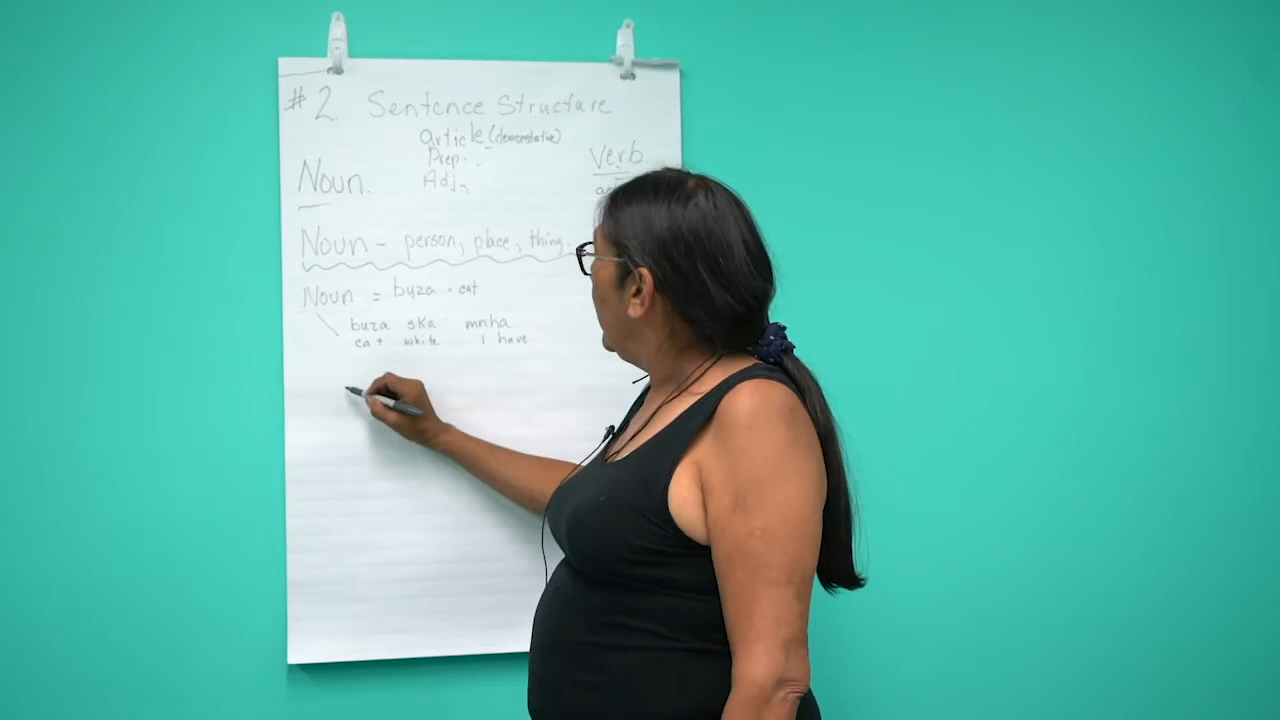 #2. Sentence Structure
article (demonstrative)
Prep.
Adj.
Verb
Noun.
Noun - person, place, thing.
Noun = buza - cat
buza ska mnha
cat white I have